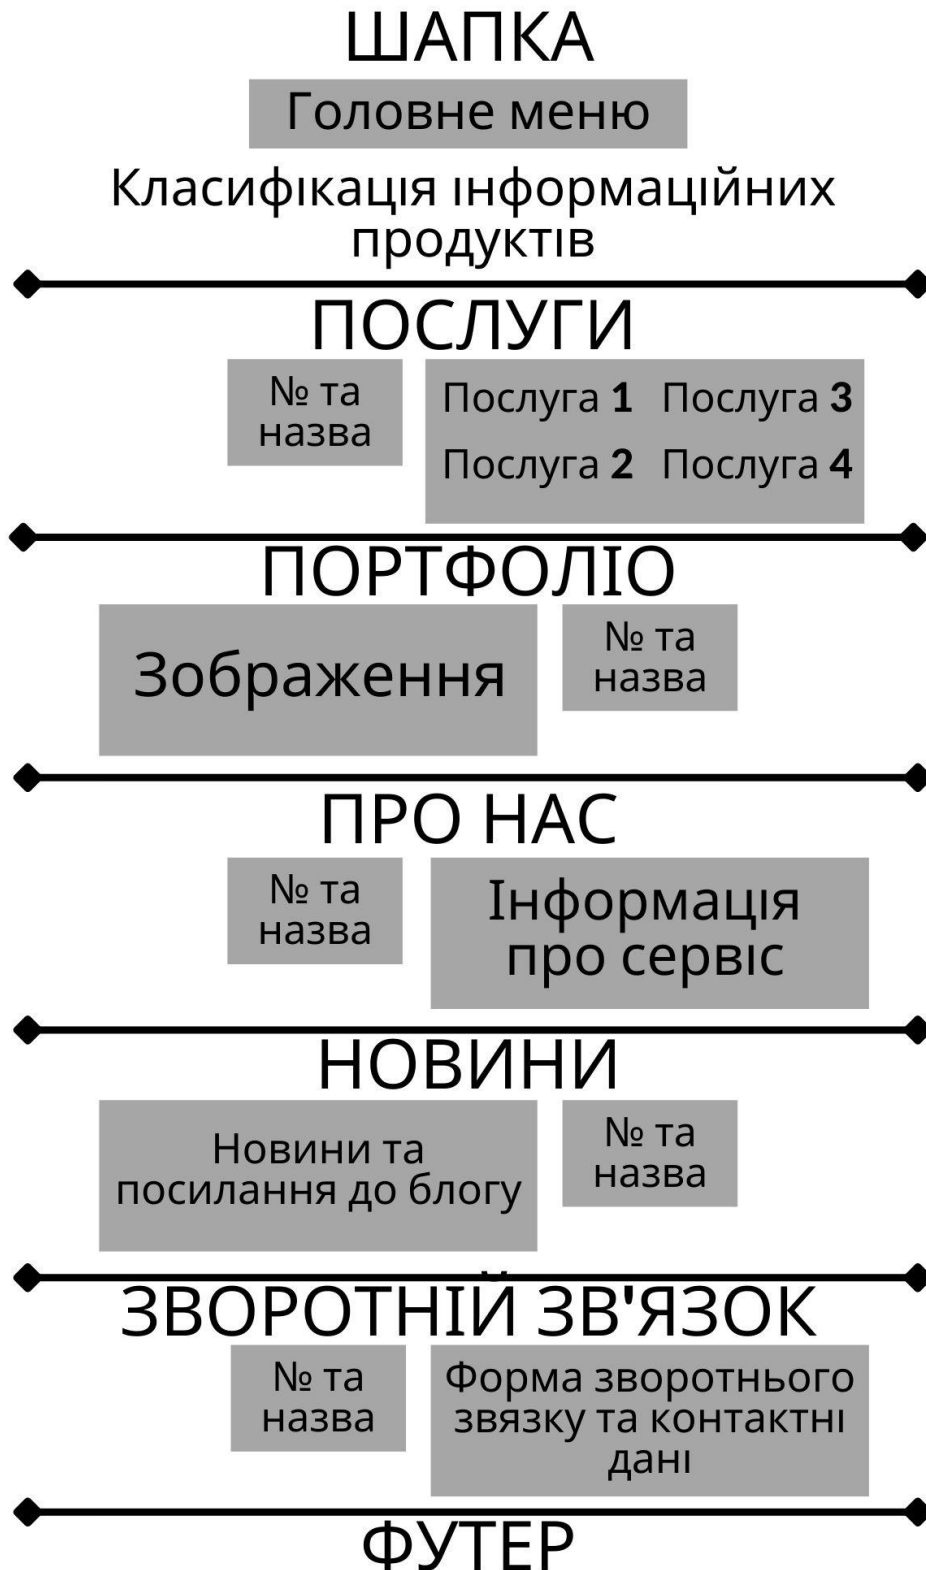 ШАПКА
Головне меню
Класифікація інформаційних
продуктів
ПОСЛУГИ
№ та
назва
Послуга 1 Послуга 3
Послуга 2 Послуга 4
ПОРТФОЛІО
Зображення
№ та
назва
ПРО НАС
№ та
назва
Інформація
про сервіс
НОВИНИ
Новини та
посилання до блогу
№ та
назва
ЗВОРОТНІЙ ЗВ'ЯЗОК
№ та
назва
Форма зворотнього
звязку та контактні
дані
ФУТЕР